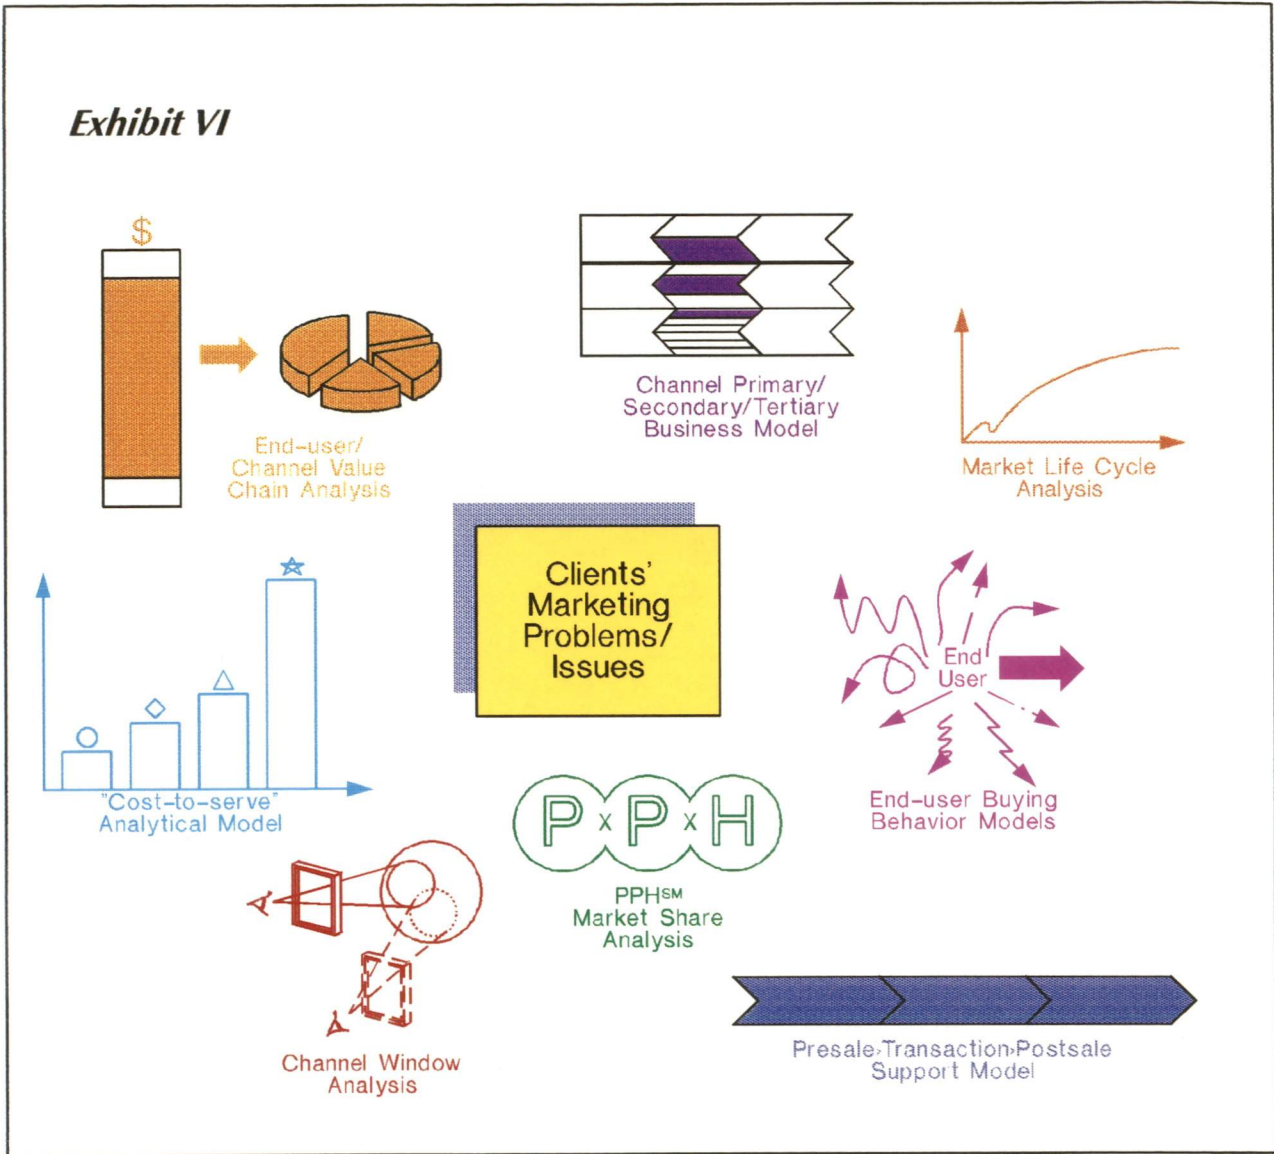 Exhibit VI
$
Channel Primary/
Secondary/Tertiary
Business Model
End-user/
Channel Value
Chain Analysis
Market Life Cycle
Analysis
Clients'
Marketing
Problems/
Issues
End
User
"Cost-to-serve"
Analytical Model
End-user Buying
Behavior Models
P x P x H
PPH℠
Market Share
Analysis
Channel Window
Analysis
Presale›Transaction›Postsale
Support Model